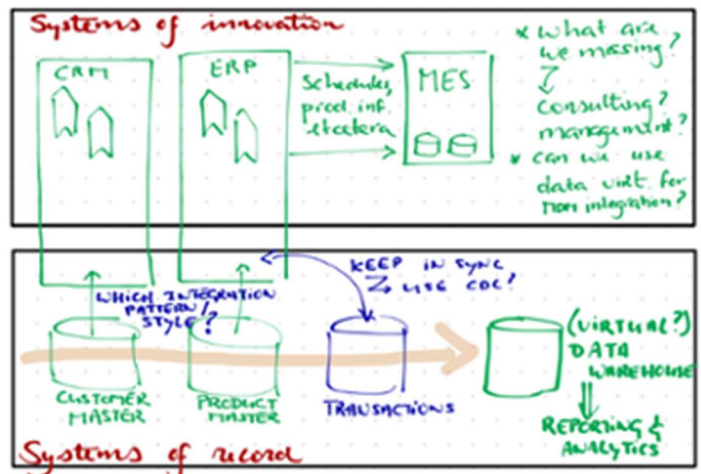 Systems of innovation
CRM
ERP
Schedules,
prod. inf.
etcetera
MES
* what are
we missing?
consulting?
management?
* can we use
data virt. for
MDM integration?
WHICH INTEGRATION
PATTERN/
STYLE?
KEEP IN SYNC
USE CDC?
CUSTOMER
MASTER
PRODUCT
MASTER
TRANSACTIONS
(VIRTUAL?)
DATA
WAREHOUSE
REPORTING &
ANALYTICS
Systems of record